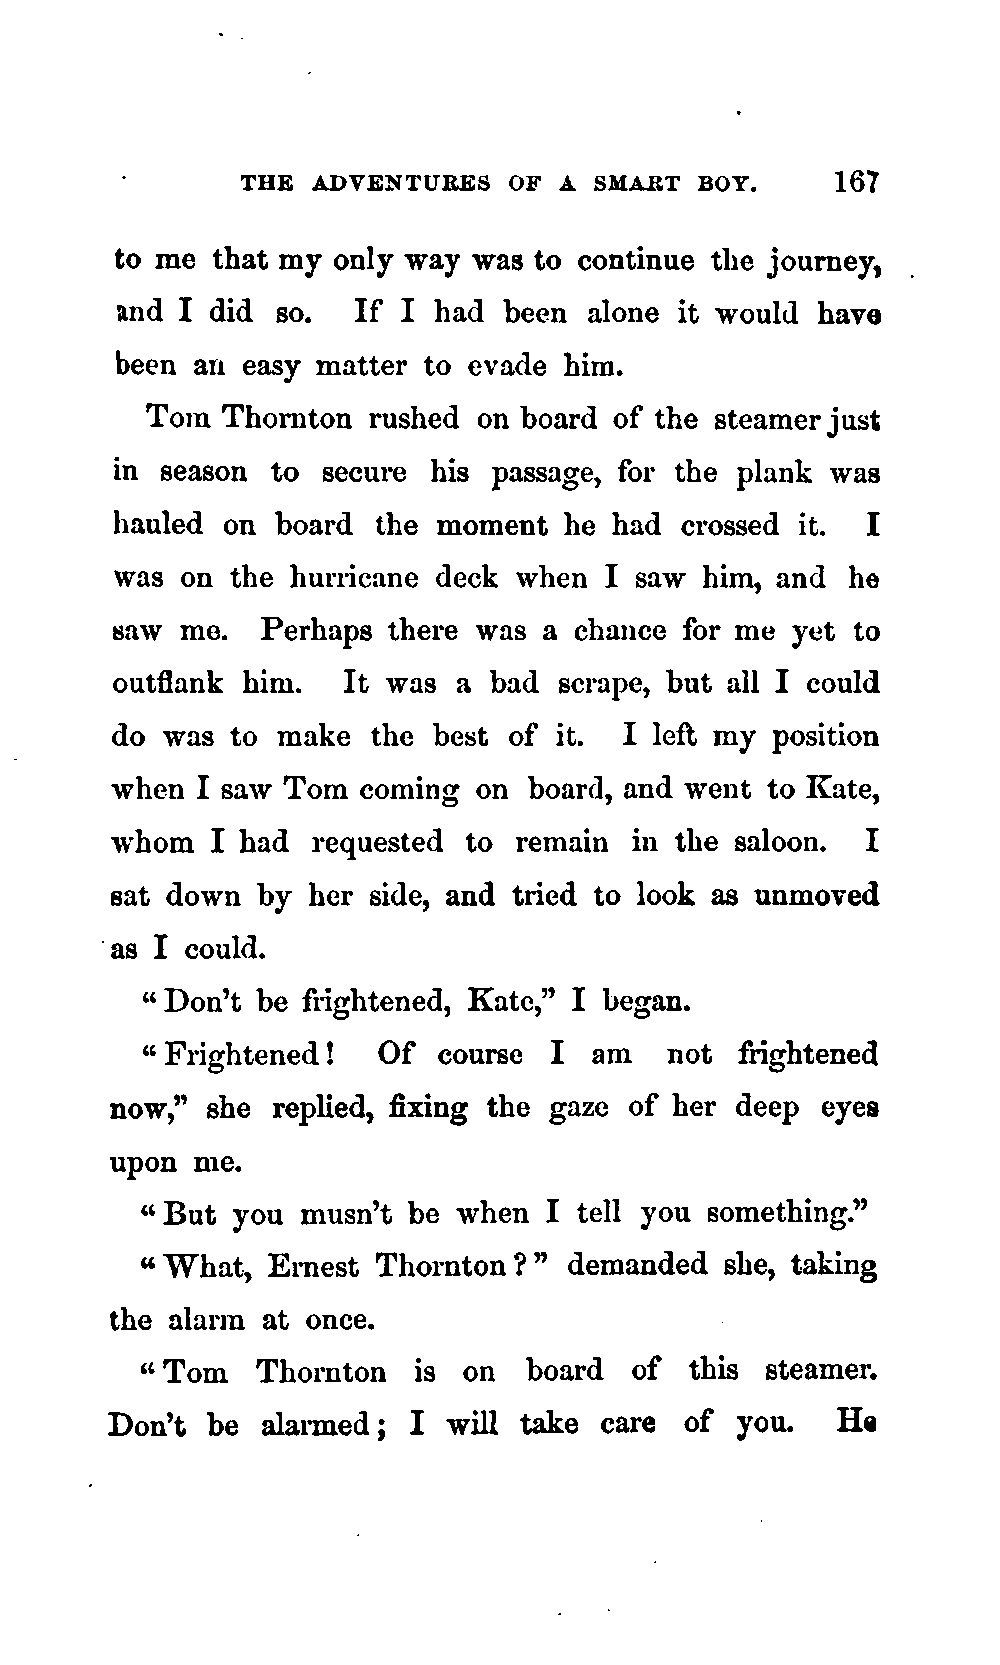 THE ADVENTURES OF A SMART BOY. 167
to me that my only way was to continue the journey,
and I did so. If I had been alone it would have
been an easy matter to evade him.
Tom Thornton rushed on board of the steamer just
in season to secure his passage, for the plank was
hauled on board the moment he had crossed it. I
was on the hurricane deck when I saw him, and he
saw me. Perhaps there was a chance for me yet to
outflank him. It was a bad scrape, but all I could
do was to make the best of it. I left my position
when I saw Tom coming on board, and went to Kate,
whom I had requested to remain in the saloon. I
sat down by her side, and tried to look as unmoved
as I could.
“Don’t be frightened, Kate,” I began.
“Frightened! Of course I am not frightened
now,” she replied, fixing the gaze of her deep eyes
upon me.
“But you musn’t be when I tell you something.”
“What, Ernest Thornton?” demanded she, taking
the alarm at once.
“Tom Thornton is on board of this steamer.
Don’t be alarmed; I will take care of you. He